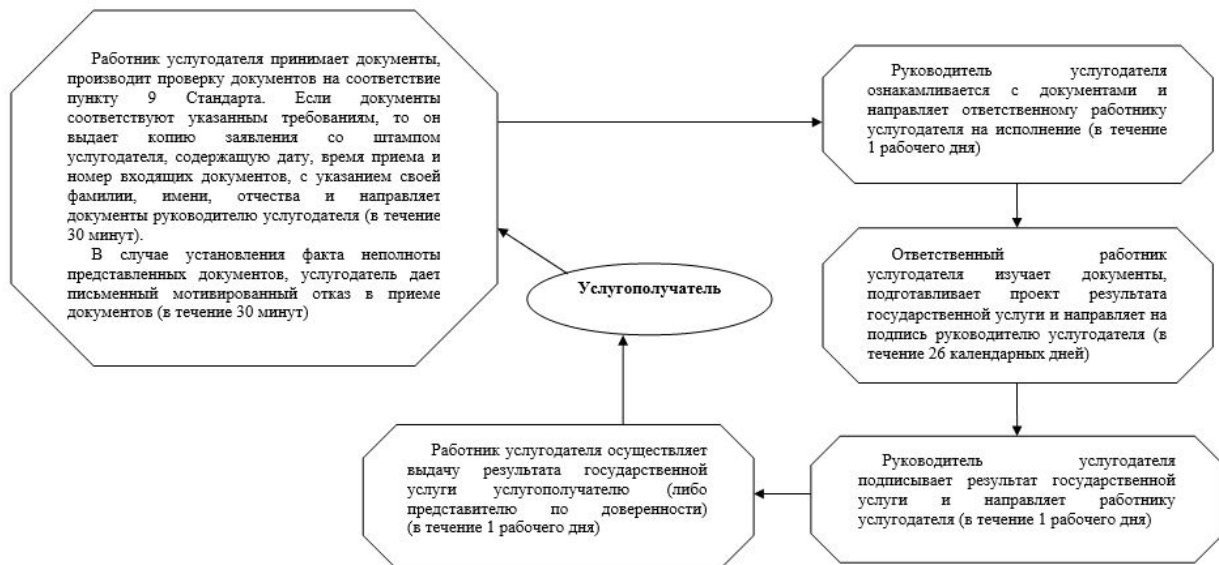 Работник услугодателя принимает документы,
производит проверку документов на соответствие
пункту 9 Стандарта. Если документы
соответствуют указанным требованиям, то он
выдает копию заявления со штампом
услугодателя, содержащую дату, время приема и
номер входящих документов, с указанием своей
фамилии, имени, отчества и направляет
документы руководителю услугодателя (в течение
30 минут).
В случае установления факта неполноты
представленных документов, услугодатель дает
письменный мотивированный отказ в приеме
документов (в течение 30 минут)
Руководитель услугодателя
ознакамливается с документами и
направляет ответственному работнику
услугодателя на исполнение (в течение
1 рабочего дня)
Ответственный работник
услугодателя изучает документы,
подготавливает проект результата
государственной услуги и направляет на
подпись руководителю услугодателя (в
течение 26 календарных дней)
Услугополучатель
Руководитель услугодателя
подписывает результат государственной
услуги и направляет работнику
услугодателя (в течение 1 рабочего дня)
Работник услугодателя осуществляет
выдачу результата государственной
услуги услугополучателю (либо
представителю по доверенности)
(в течение 1 рабочего дня)